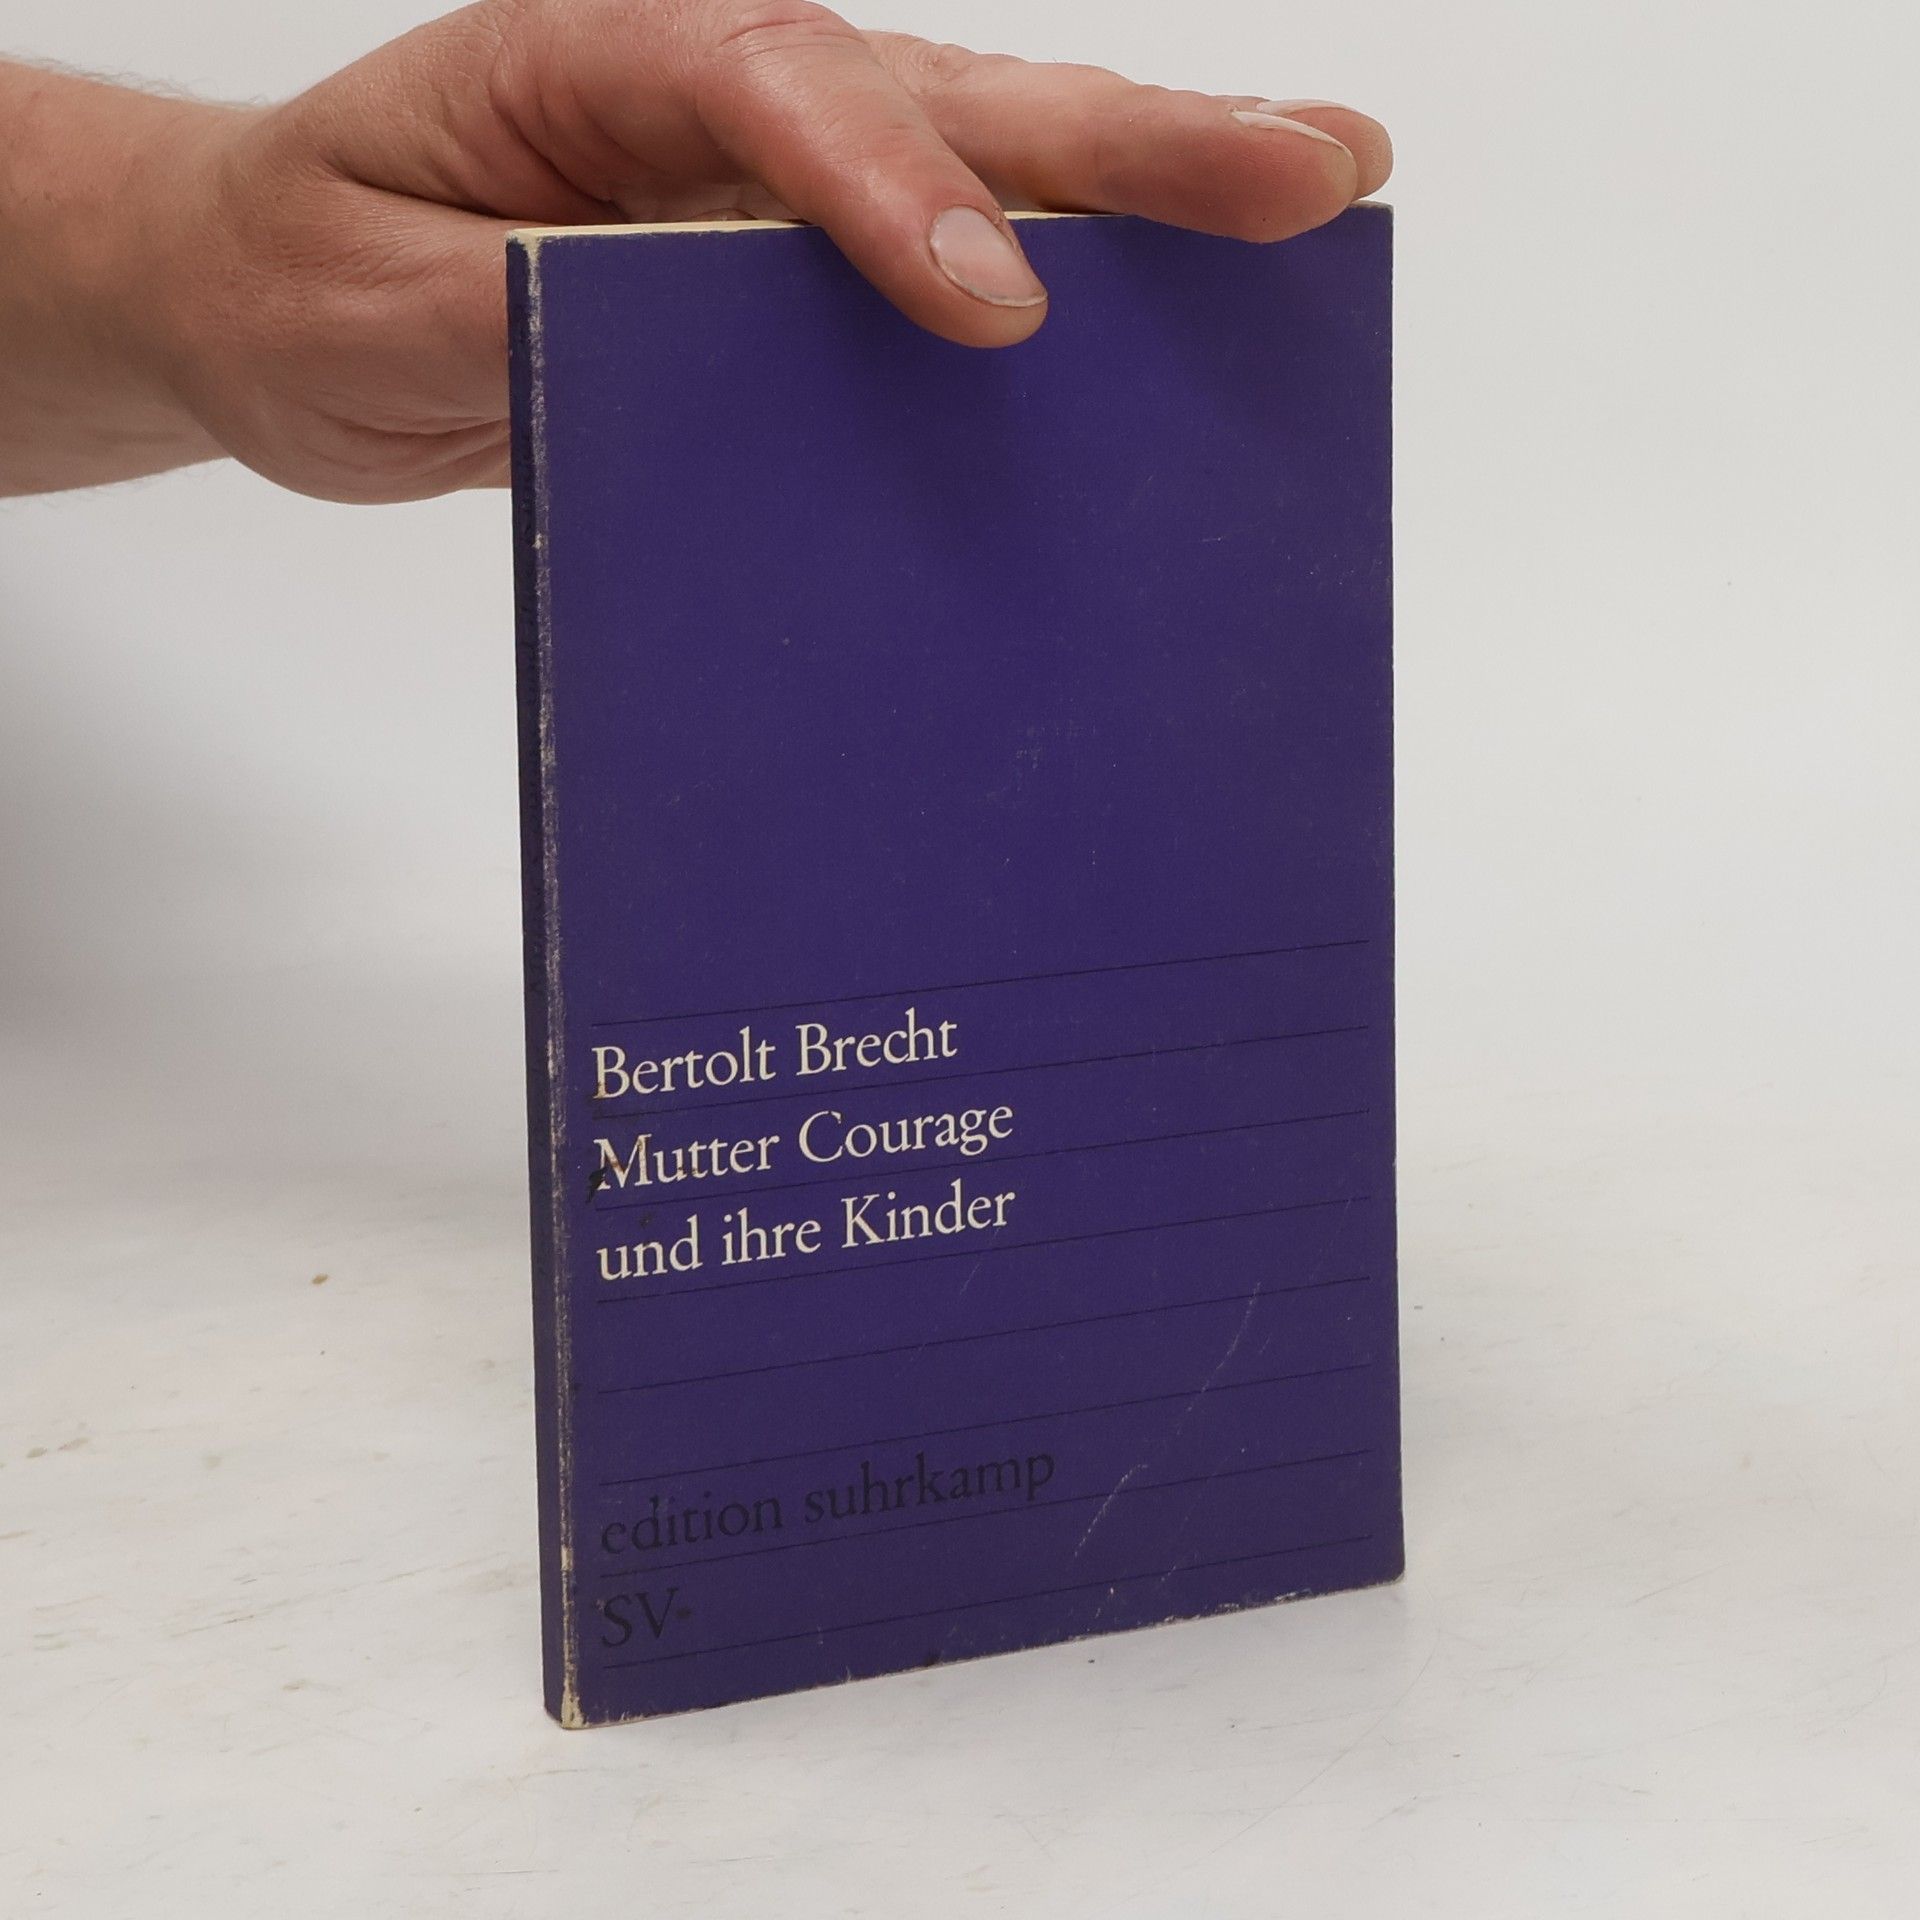 Bertolt Brecht
Mutter Courage
und ihre Kinder
edition suhrkamp
SV